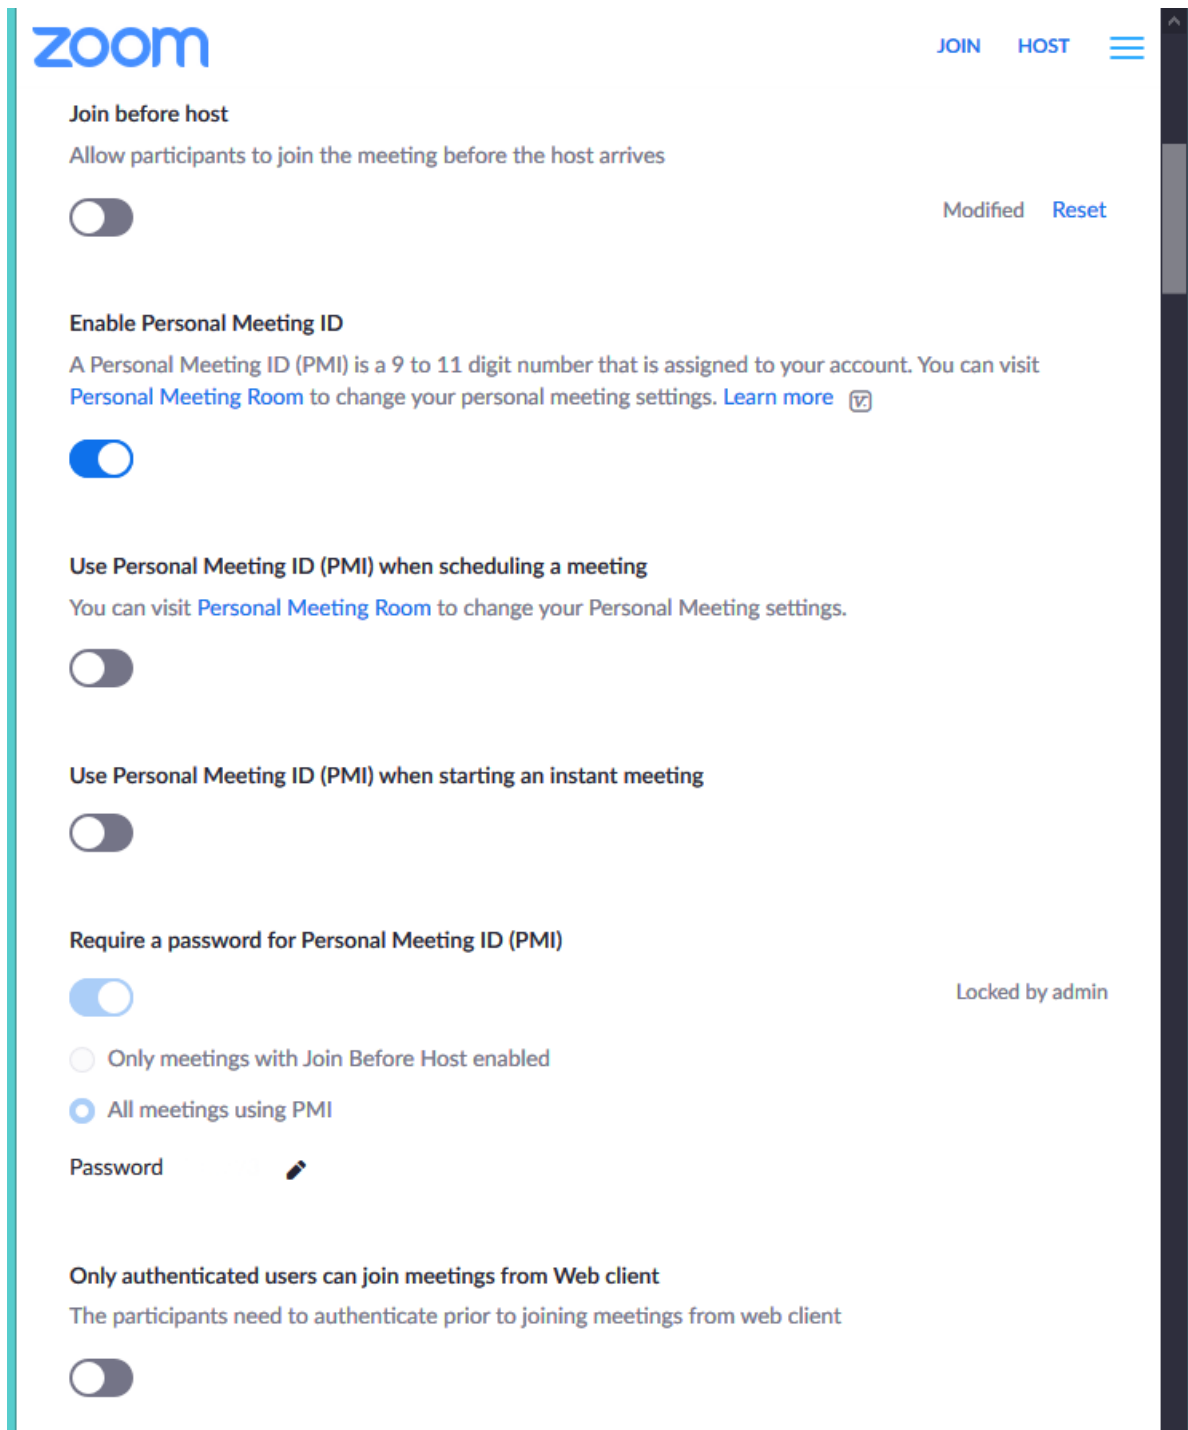 zoom
JOIN HOST
Join before host
Allow participants to join the meeting before the host arrives
Modified Reset
Enable Personal Meeting ID
A Personal Meeting ID (PMI) is a 9 to 11 digit number that is assigned to your account. You can visit
Personal Meeting Room to change your personal meeting settings. Learn more
Use Personal Meeting ID (PMI) when scheduling a meeting
You can visit Personal Meeting Room to change your Personal Meeting settings.
Use Personal Meeting ID (PMI) when starting an instant meeting
Require a password for Personal Meeting ID (PMI)
Locked by admin
Only meetings with Join Before Host enabled
All meetings using PMI
Password
Only authenticated users can join meetings from Web client
The participants need to authenticate prior to joining meetings from web client